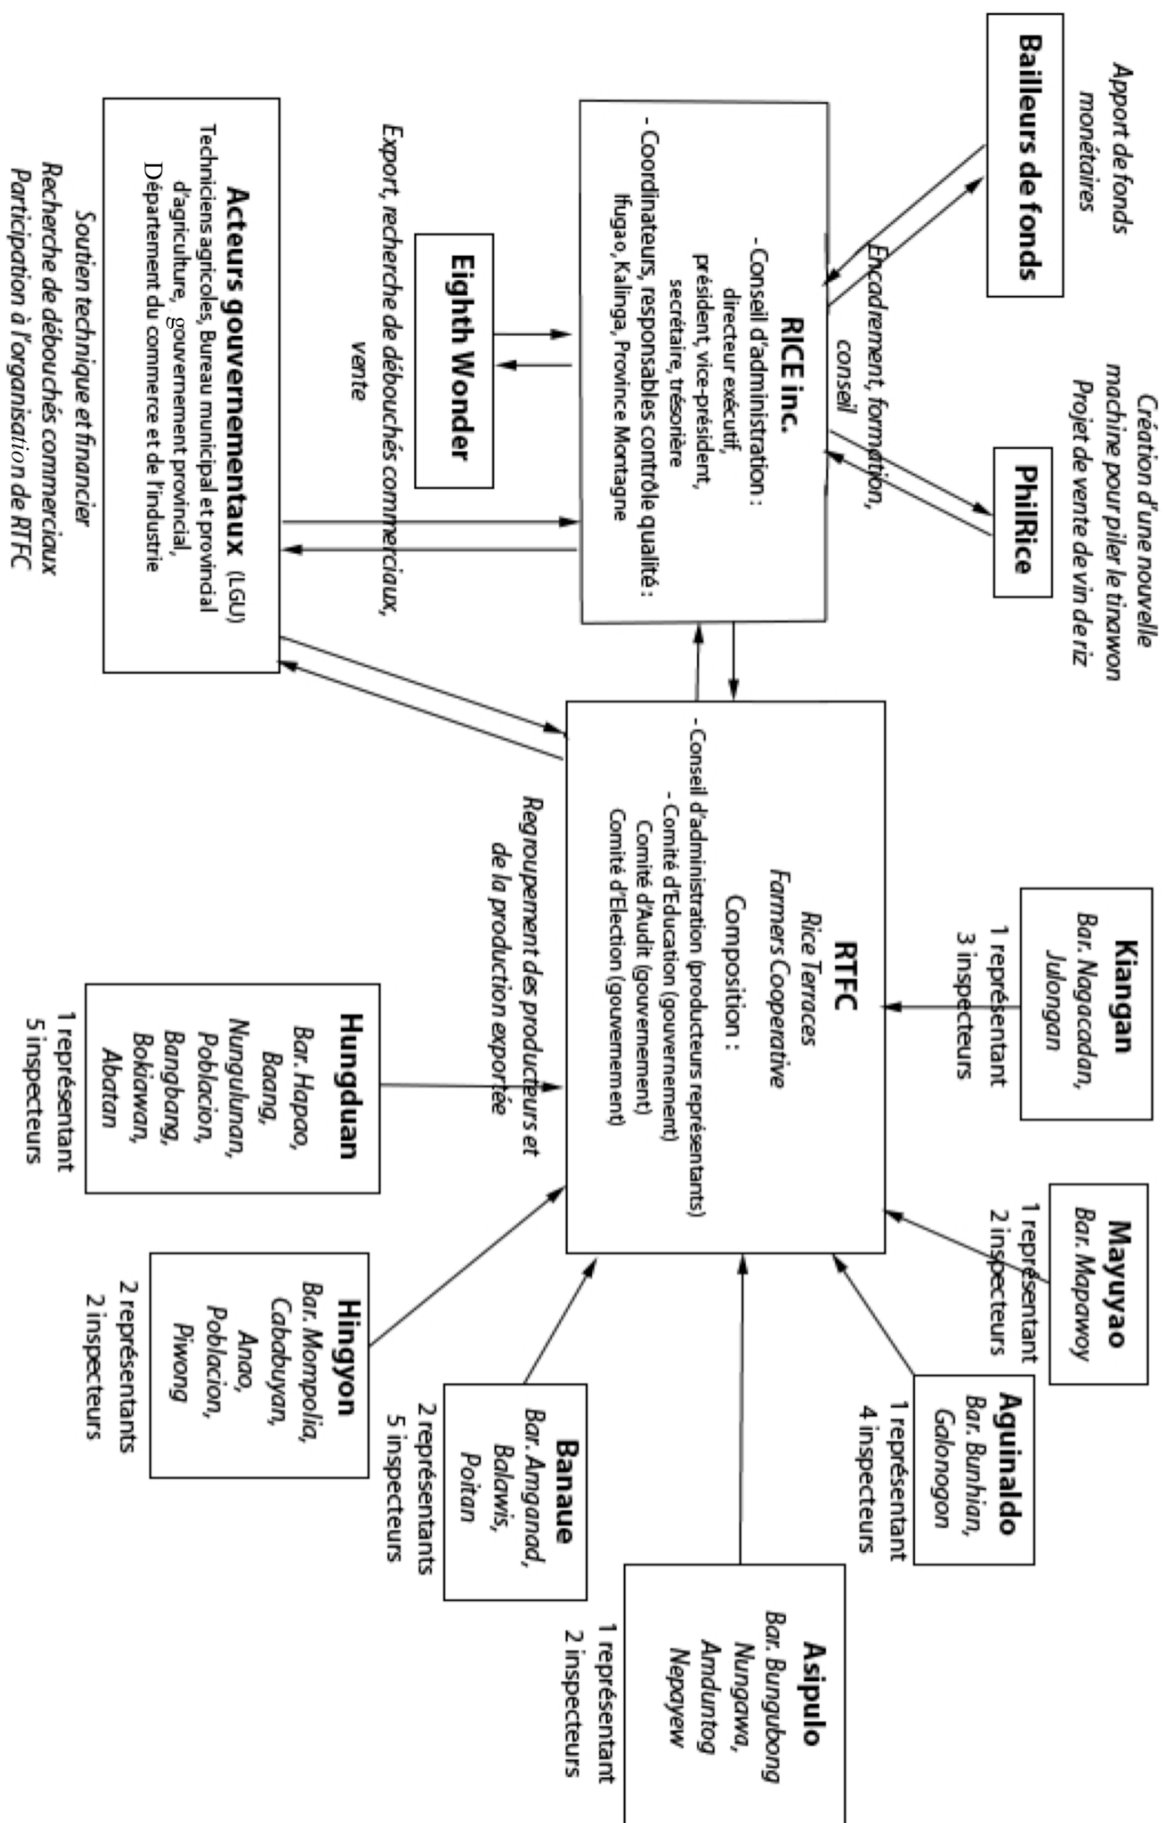 Apport de fonds
monétaires
Bailleurs de fonds
Création d'une nouvelle
machine pour piler le tinawon
Projet de vente de vin de riz
PhilRice
Encadrement, formation,
conseil
RICE inc.
- Conseil d'administration :
directeur exécutif,
président, vice-président,
secrétaire, trésorière
- Coordinateurs, responsables contrôle qualité :
Ifugao, Kalinga, Province Montagne
Eighth Wonder
Export, recherche de débouchés commerciaux,
vente
Acteurs gouvernementaux (LGU)
Techniciens agricoles, Bureau municipal et provincial
d'agriculture, gouvernement provincial,
Département du commerce et de l'industrie
Soutien technique et financier
Recherche de débouchés commerciaux
Participation à l'organisation de RTFC
RTFC
Rice Terraces
Farmers Cooperative
Composition :
- Conseil d'administration (producteurs représentants)
- Comité d'Education (gouvernement)
Comité d'Audit (gouvernement)
Comité d'Election (gouvernement)
Regroupement des producteurs et
de la production exportée
Kiangan
Bar. Nagacadan,
Julongan
1 représentant
3 inspecteurs
Mayuyao
Bar. Mapawoy
1 représentant
2 inspecteurs
Aguinaldo
Bar. Bunhian,
Galonogon
1 représentant
4 inspecteurs
Asipulo
Bar. Bungubong
Nungawa,
Amduntog
Nepayew
1 représentant
2 inspecteurs
Banaue
Bar. Amganad,
Balawis,
Poitan
2 représentants
5 inspecteurs
Hingyon
Bar. Mompolia,
Cababuyan,
Anao,
Poblacion,
Piwong
2 représentants
2 inspecteurs
Hungduan
Bar. Hapao,
Baang,
Nungulunan,
Poblacion,
Bangbang,
Bokiawan,
Abatan
1 représentant
5 inspecteurs